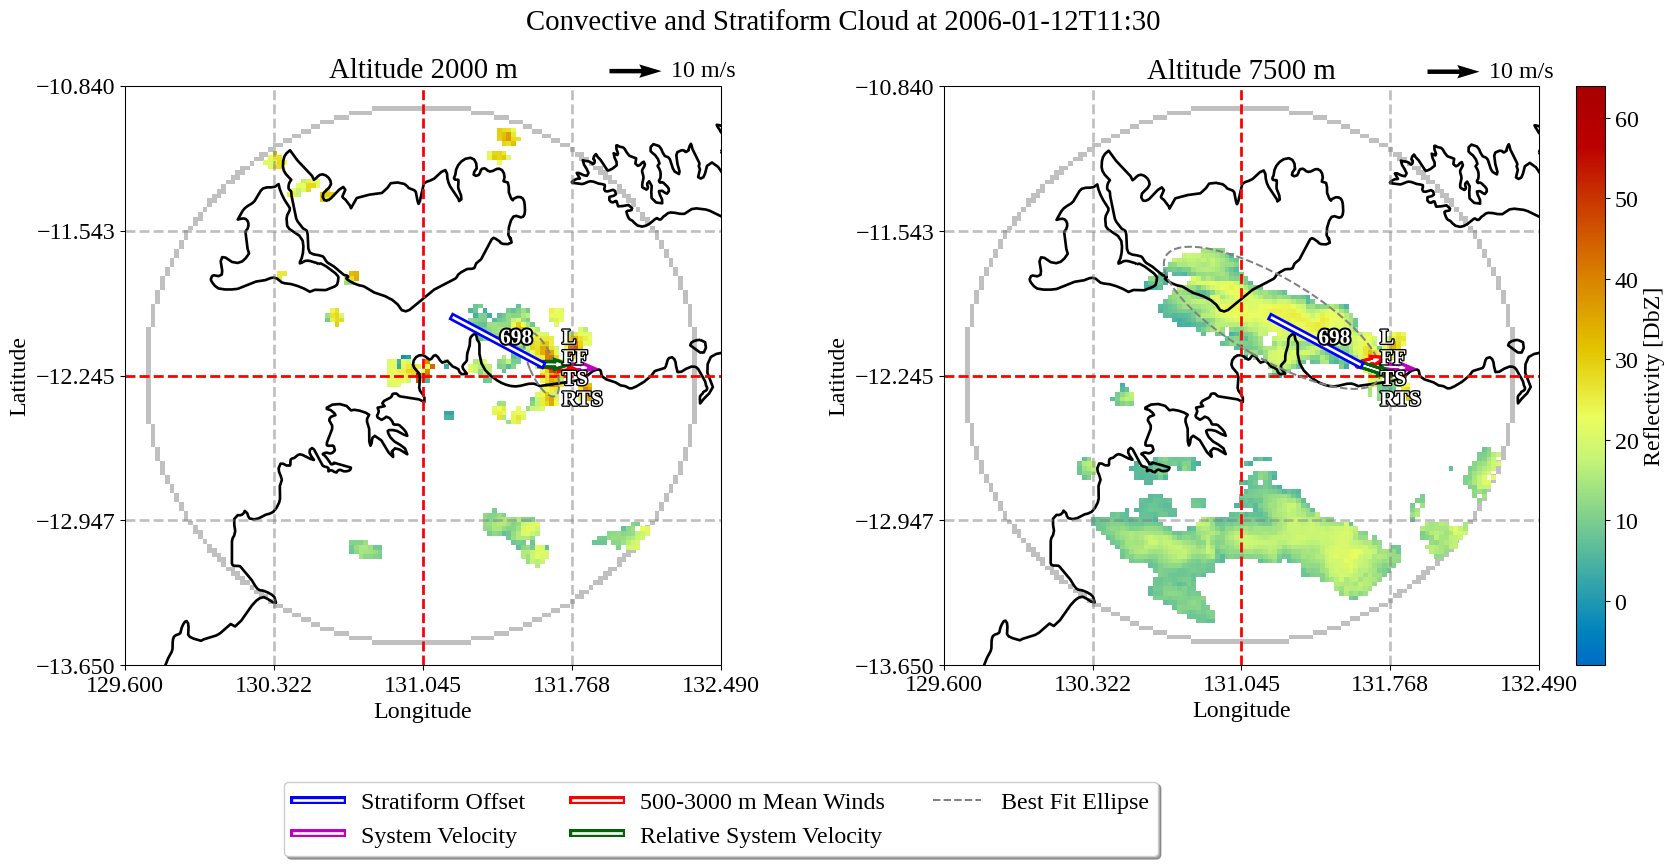 Convective and Stratiform Cloud at 2006-01-12T11:30
Altitude 2000 m
10 m/s
Altitude 7500 m
10 m/s
−10.840
−11.543
−12.245
−12.947
−13.650
Latitude
129.600
130.322
131.045
131.768
132.490
Longitude
698
L
FF
TS
RTS
−10.840
−11.543
−12.245
−12.947
−13.650
Latitude
129.600
130.322
131.045
131.768
132.490
Longitude
698
L
FF
TS
RTS
60
50
40
30
20
10
0
Reflectivity [DbZ]
Stratiform Offset
System Velocity
500-3000 m Mean Winds
Relative System Velocity
Best Fit Ellipse